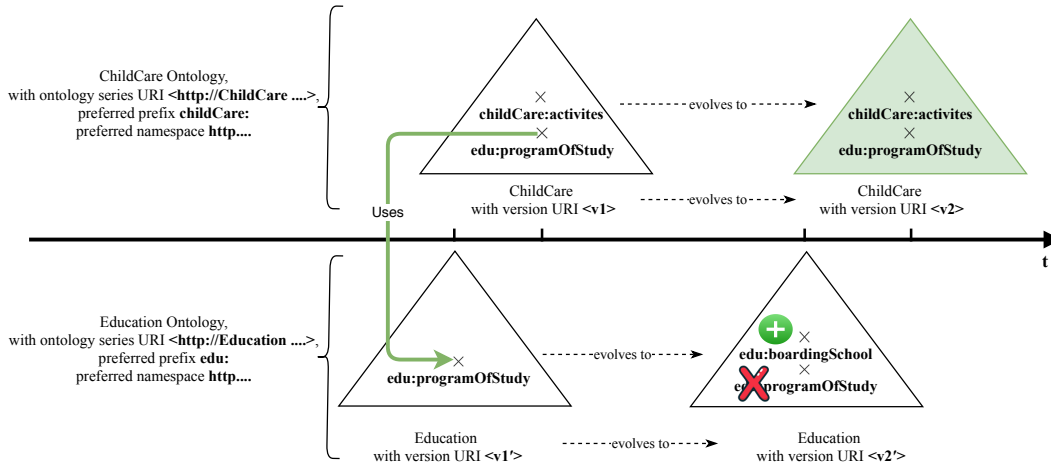 ChildCare Ontology,
with ontology series URI <http://ChildCare ....>,
preferred prefix childCare:
preferred namespace http....
childCare:activites
edu:programOfStudy
evolves to
childCare:activites
edu:programOfStudy
ChildCare
with version URI <v1>
evolves to
ChildCare
with version URI <v2>
Uses
t
Education Ontology,
with ontology series URI <http://Education ....>,
preferred prefix edu:
preferred namespace http....
edu:programOfStudy
evolves to
edu:boardingSchool
edu:programOfStudy
Education
with version URI <v1'>
evolves to
Education
with version URI <v2'>